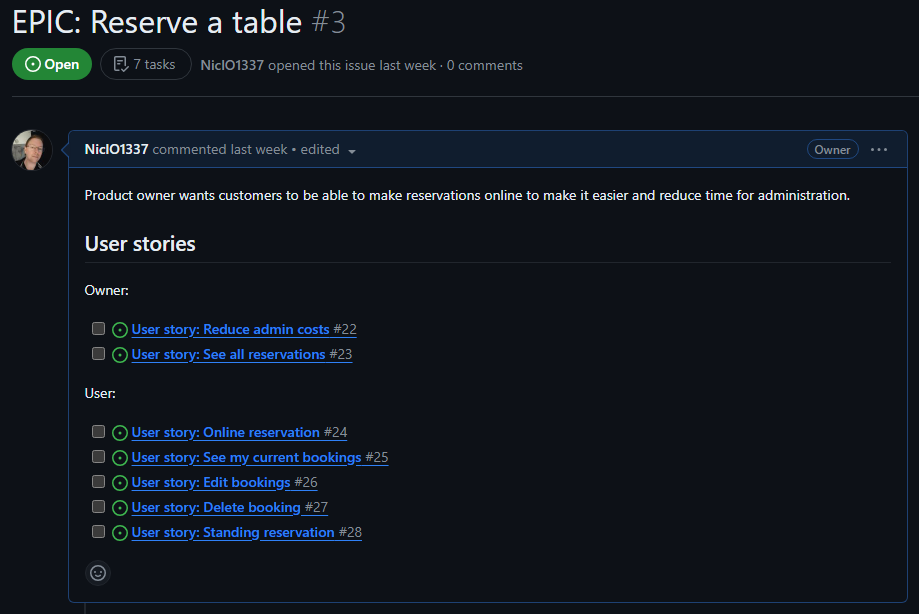 EPIC: Reserve a table #3
Open 7 tasks NicIO1337 opened this issue last week · 0 comments
NicIO1337 commented last week • edited Owner ...
Product owner wants customers to be able to make reservations online to make it easier and reduce time for administration.
User stories
Owner:
User story: Reduce admin costs #22
User story: See all reservations #23
User:
User story: Online reservation #24
User story: See my current bookings #25
User story: Edit bookings #26
User story: Delete booking #27
User story: Standing reservation #28